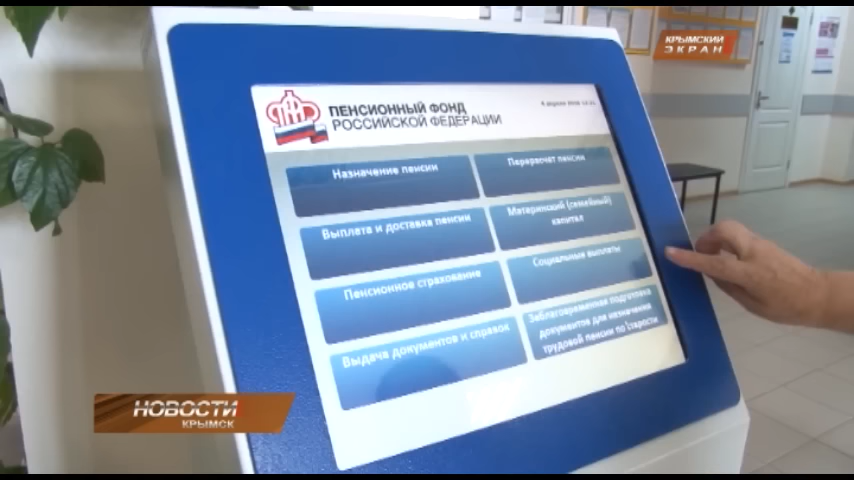 КРЫМСКИЙ
ЭКРАН
ПЕНСИОННЫЙ ФОНД
РОССИЙСКОЙ ФЕДЕРАЦИИ
Назначение пенсии
Перерасчет пенсии
Выплата и доставка пенсии
Материнский (семейный)
капитал
Пенсионное страхование
Социальные выплаты
Выдача документов и справок
Заблаговременная подготовка
документов для назначения
трудовой пенсии по старости
НОВОСТИ
КРЫМСК